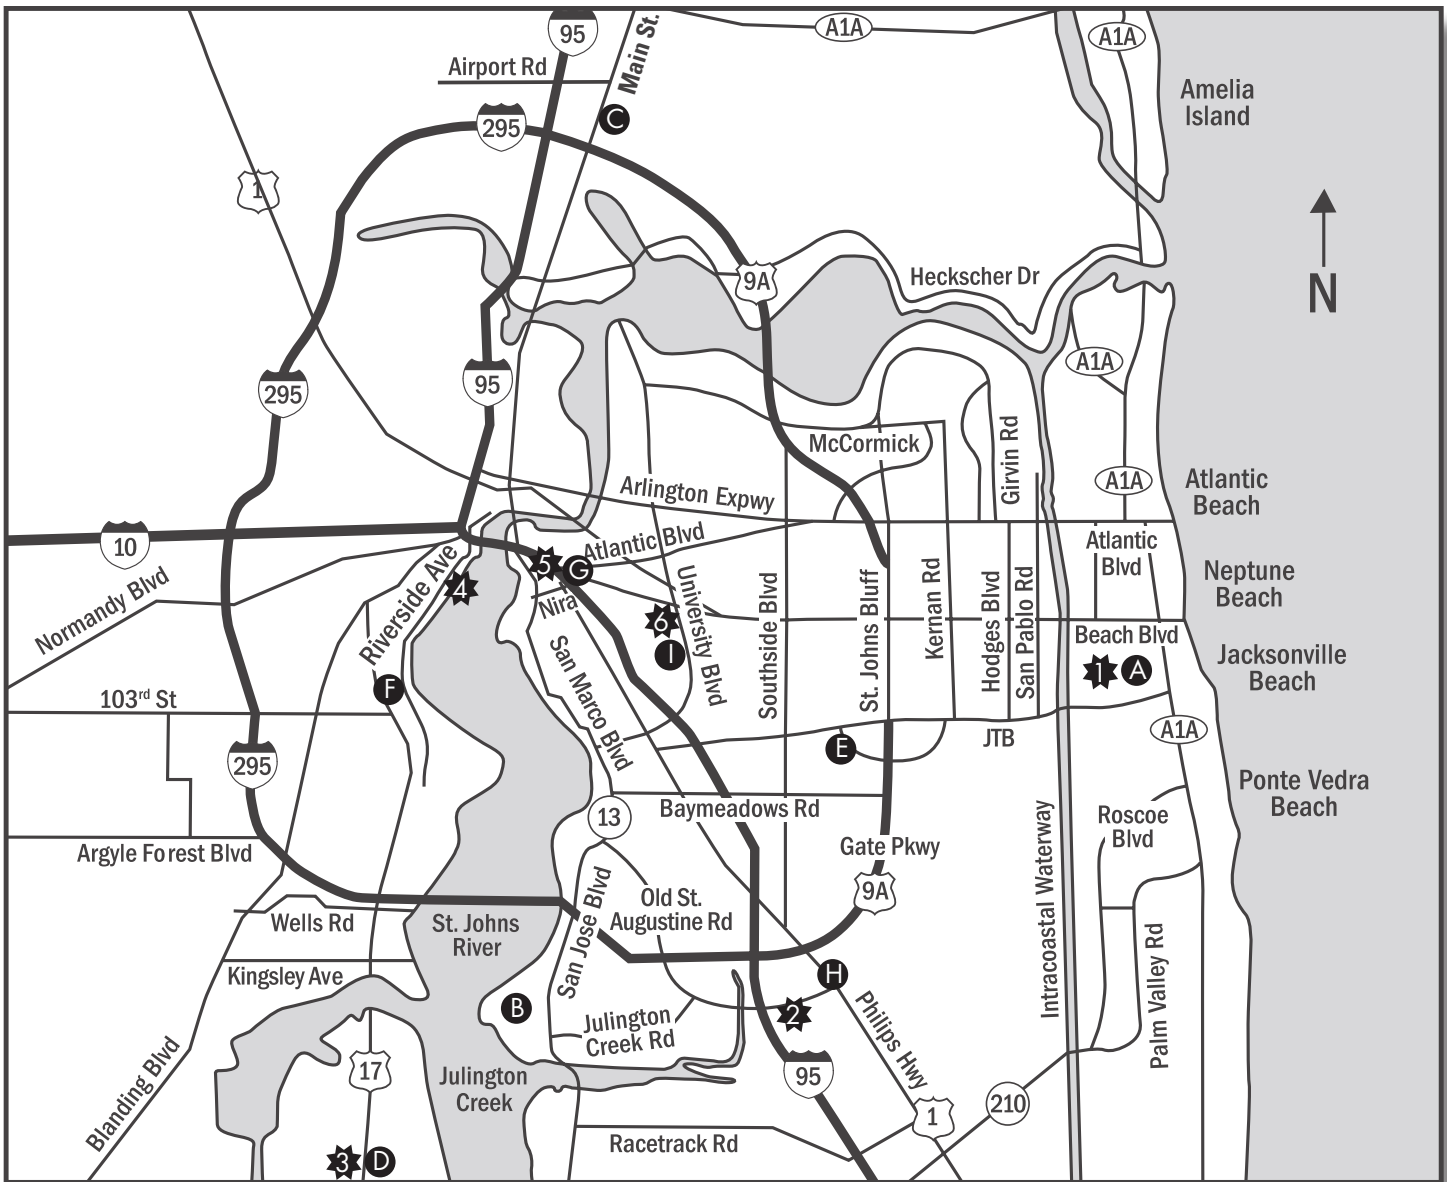 95
Main St.
A1A
A1A
Airport Rd
Amelia
Island
C
295
1
N
9A
Heckscher Dr
A1A
295
95
McCormick
Girvin Rd
A1A
Atlantic
Beach
Arlington Expwy
10
Atlantic Blvd
Atlantic
Blvd
5
G
Neptune
Beach
Normandy Blvd
Riverside Ave
4
Nira
6
I
University Blvd
Southside Blvd
St. Johns Bluff
Kernan Rd
Hodges Blvd
San Pablo Rd
Beach Blvd
1
A
Jacksonville
Beach
San Marco Blvd
F
103rd St
E
JTB
A1A
295
Ponte Vedra
Beach
13
Baymeadows Rd
Roscoe
Blvd
Argyle Forest Blvd
Gate Pkwy
9A
Intracoastal Waterway
San Jose Blvd
Old St.
Augustine Rd
Wells Rd
St. Johns
River
Kingsley Ave
H
Palm Valley Rd
B
2
Julington
Creek Rd
Philips Hwy
17
95
Julington
Creek
Blanding Blvd
1
210
Racetrack Rd
3
D